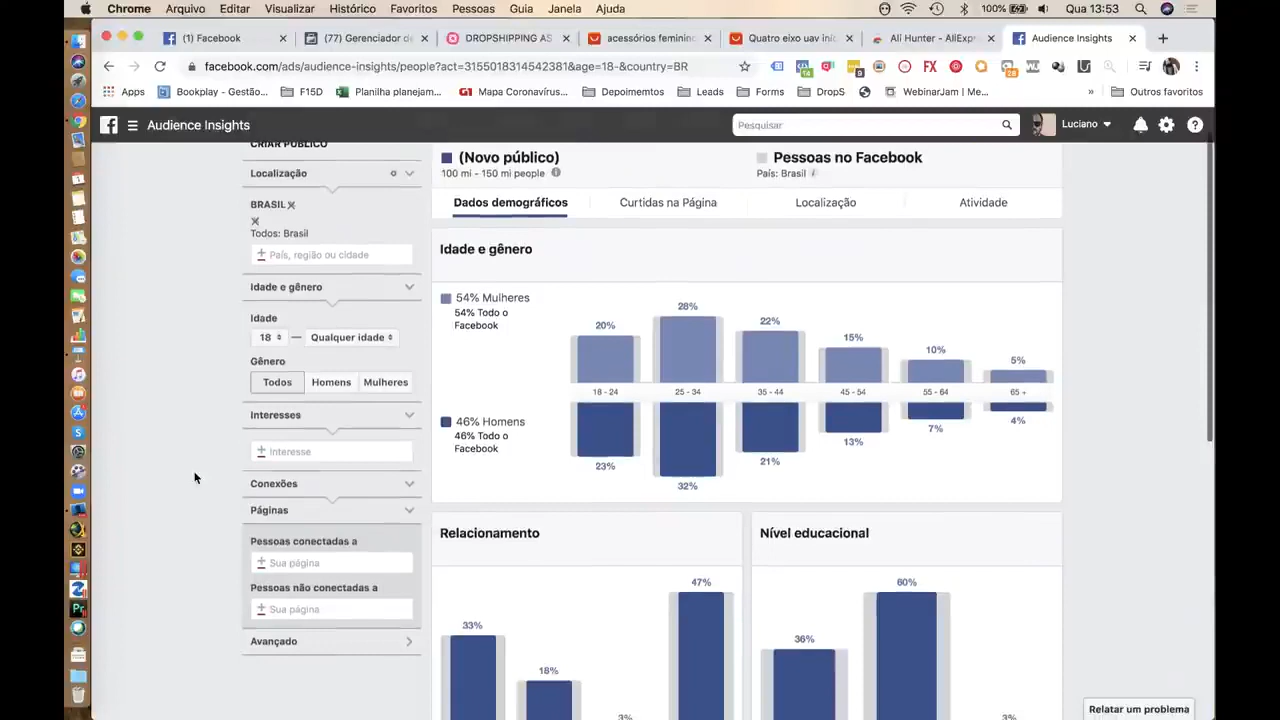 Chrome Arquivo Editar Visualizar Histórico Favoritos Pessoas Guia Janela Ajuda 100% Qua 13:53
(1) Facebook (77) Gerenciador de DROPSHIPPING AS acessórios feminino Quatro eixo uav iníc Ali Hunter - AliExpr Audience Insights
facebook.com/ads/audience-insights/people?act=3155018314542381&age=18-&country=BR
Apps Bookplay - Gestão... F15D Planilha planejam... Mapa Coronavirus... Depoimentos Leads Forms DropS WebinarJam | Me... » Outros favoritos
Audience Insights Pesquisar Luciano
CRIAR PÚBLICO
Localização
BRASIL
Todos: Brasil
País, região ou cidade
Idade e gênero
Idade
18 — Qualquer idade
Gênero
Todos Homens Mulheres
Interesses
Interesse
Conexões
Páginas
Pessoas conectadas a
Sua página
Pessoas não conectadas a
Sua página
Avançado
(Novo público)
100 mi - 150 mi people
Pessoas no Facebook
País: Brasil
Dados demográficos Curtidas na Página Localização Atividade
Idade e gênero
54% Mulheres
54% Todo o
Facebook
20% 28% 22% 15% 10% 5%
18 - 24 25 - 34 35 - 44 45 - 54 55 - 64 65 +
46% Homens
46% Todo o
Facebook
23% 32% 21% 13% 7% 4%
Relacionamento
33% 18% 3% 47%
Nível educacional
36% 60% 3%
Relatar um problema